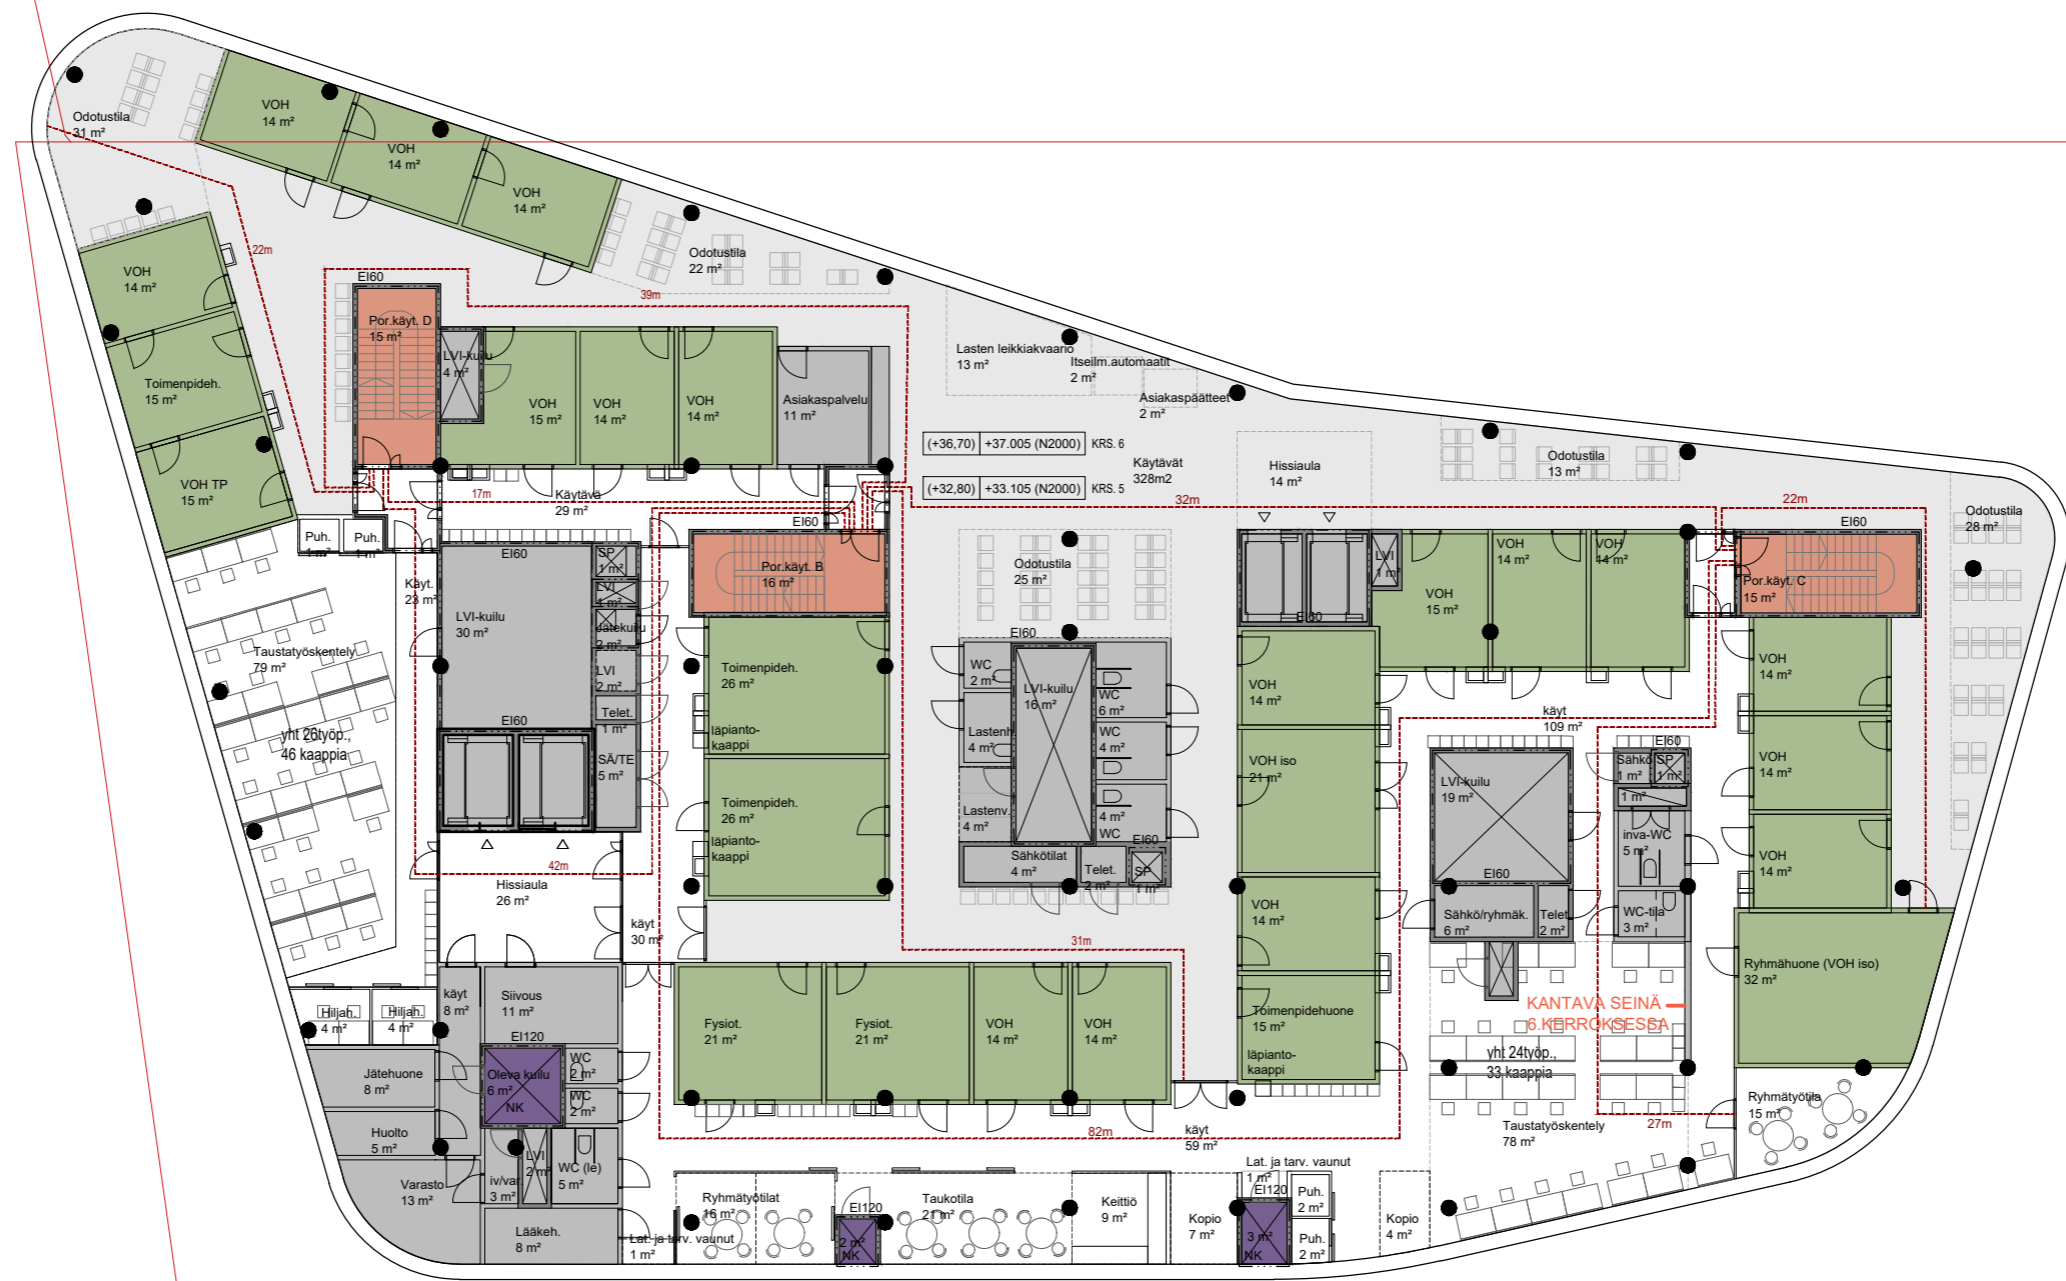 Odotustila
31 m²
VOH
14 m²
VOH
14 m²
VOH
14 m²
22m
Odotustila
22 m²
39m
VOH
14 m²
Toimenpideh.
15 m²
VOH TP
15 m²
EI60
Por.käyt. D
15 m²
LVI-kuilu
4 m²
VOH
15 m²
VOH
14 m²
VOH
14 m²
Asiakaspalvelu
11 m²
Lasten leikkiakvaario
13 m²
Itseilm.automaatit
2 m²
Asiakaspäätteet
2 m²
(+36,70) +37.005 (N2000) KRS. 6
(+32,80) +33.105 (N2000) KRS. 5
Käytävät
328m2
Hissiaula
14 m²
32m
Odotustila
13 m²
22m
Odotustila
28 m²
17m
Käytävä
29 m²
Puh.
1 m²
Puh.
1 m²
Käyt.
23 m²
EI60
LVI-kuilu
30 m²
EI60
SP
1 m²
LVI
1 m²
Jätekuilu
2 m²
LVI
2 m²
Telet.
1 m²
SÄ/TE
5 m²
EI60
Por.käyt. B
16 m²
Toimenpideh.
26 m²
läpianto-
kaappi
Toimenpideh.
26 m²
läpianto-
kaappi
Odotustila
25 m²
EI60
WC
2 m²
LVI-kuilu
16 m²
WC
6 m²
Lastenh.
4 m²
WC
4 m²
Lastenv.
4 m²
4 m²
WC
Sähkötilat
4 m²
Telet.
2 m²
EI60
SP
1 m²
LVI
1 m²
EI60
VOH
15 m²
VOH
14 m²
VOH
14 m²
EI60
Por.käyt. C
15 m²
VOH
14 m²
VOH iso
21 m²
VOH
14 m²
Toimenpidehuone
15 m²
läpianto-
kaappi
käyt
109 m²
LVI-kuilu
19 m²
EI60
Sähkö/ryhmäk.
6 m²
Telet.
2 m²
Sähkö
1 m²
EI60
SP
1 m²
1 m²
inva-WC
5 m²
WC-tila
3 m²
VOH
14 m²
VOH
14 m²
VOH
14 m²
Ryhmähuone (VOH iso)
32 m²
KANTAVA SEINÄ
6.KERROKSESSA
yht 24työp.,
33 kaappia
Taustatyöskentely
78 m²
27m
Ryhmätyötila
15 m²
Taustatyöskentely
79 m²
yht 26työp.,
46 kaappia
42m
Hissiaula
26 m²
käyt
30 m²
31m
Hiljah.
4 m²
Hiljah.
4 m²
käyt
8 m²
Siivous
11 m²
EI120
Oleva kuilu
6 m²
NK
WC
2 m²
WC
2 m²
Jätehuone
8 m²
Huolto
5 m²
Varasto
13 m²
iv/var.
3 m²
LVI
2 m²
WC (le)
5 m²
Lääkeh.
8 m²
Lat. ja tarv. vaunut
1 m²
Fysiot.
21 m²
Fysiot.
21 m²
VOH
14 m²
VOH
14 m²
82m
käyt
59 m²
Ryhmätyötilat
16 m²
EI120
2 m²
NK
Taukotila
21 m²
Keittiö
9 m²
Kopio
7 m²
Lat. ja tarv. vaunut
1 m²
EI120
3 m²
NK
Puh.
2 m²
Puh.
2 m²
Kopio
4 m²